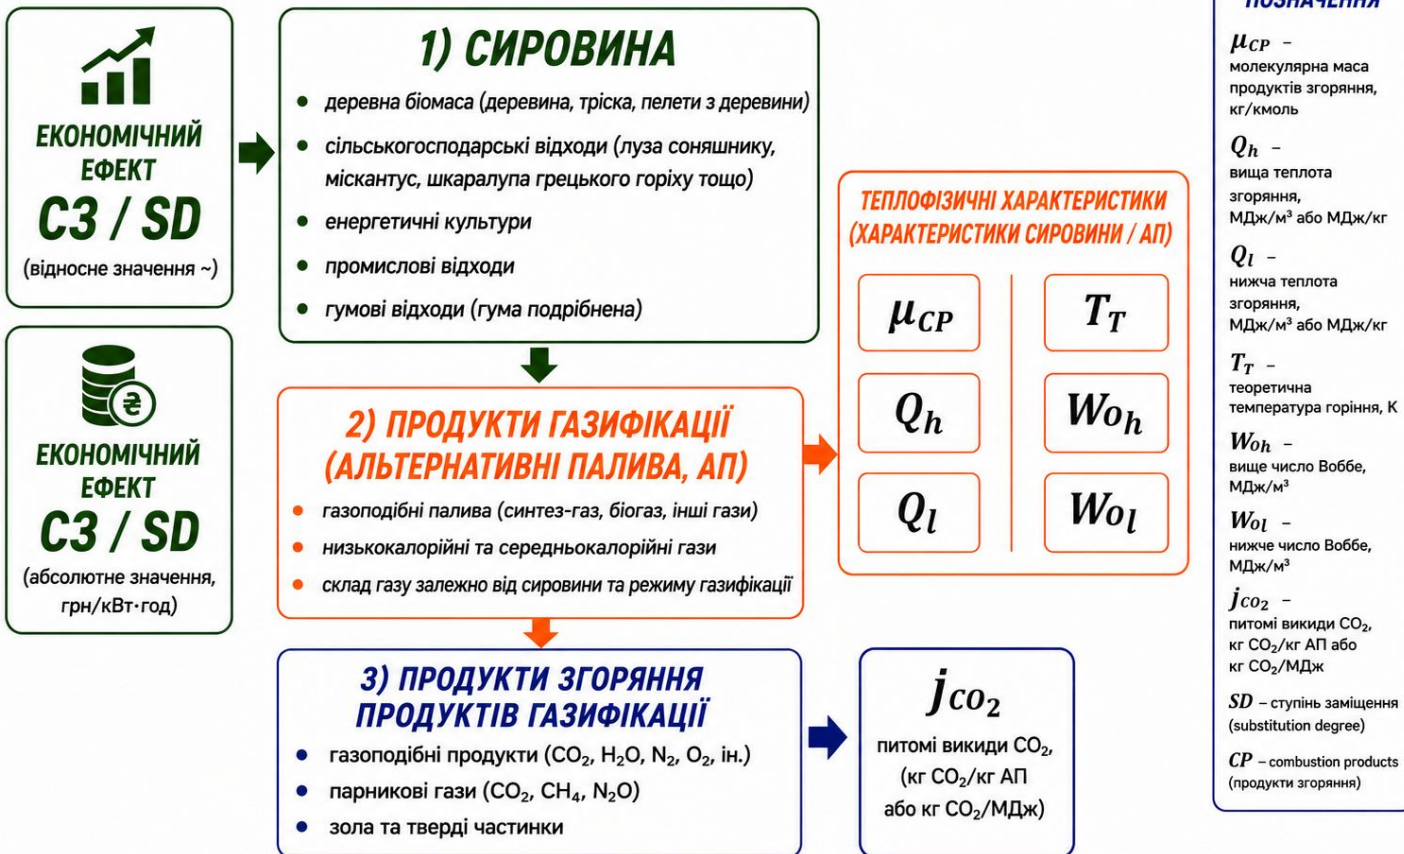 ЕКОНОМІЧНИЙ
ЕФЕКТ
СЗ / SD
(відносне значення ~)
ЕКОНОМІЧНИЙ
ЕФЕКТ
СЗ / SD
(абсолютне значення,
грн/кВт·год)
1) СИРОВИНА
• деревна біомаса (деревина, тріска, пелети з деревини)
• сільськогосподарські відходи (луза соняшнику,
міскантус, шкаралупа грецького горіху тощо)
• енергетичні культури
• промислові відходи
• гумові відходи (гума подрібнена)
2) ПРОДУКТИ ГАЗИФІКАЦІЇ
(АЛЬТЕРНАТИВНІ ПАЛИВА, АП)
• газоподібні палива (синтез-газ, біогаз, інші гази)
• низькокалорійні та середньокалорійні гази
• склад газу залежно від сировини та режиму газифікації
ТЕПЛОФІЗИЧНІ ХАРАКТЕРИСТИКИ
(ХАРАКТЕРИСТИКИ СИРОВИНИ / АП)
μCP
TT
Qh
Woh
Ql
Wol
3) ПРОДУКТИ ЗГОРЯННЯ
ПРОДУКТІВ ГАЗИФІКАЦІЇ
• газоподібні продукти (CO₂, H₂O, N₂, O₂, ін.)
• парникові гази (CO₂, CH₄, N₂O)
• зола та тверді частинки
jCO₂
питомі викиди CO₂,
(кг CO₂/кг АП
або кг CO₂/МДж)
ПОЗНАЧЕННЯ
μCP –
молекулярна маса
продуктів згоряння,
кг/кмоль
Qh –
вища теплота
згоряння,
МДж/м³ або МДж/кг
Ql –
нижча теплота
згоряння,
МДж/м³ або МДж/кг
TT –
теоретична
температура горіння, К
Woh –
вище число Воббе,
МДж/м³
Wol –
нижче число Воббе,
МДж/м³
jCO₂ –
питомі викиди CO₂,
кг CO₂/кг АП або
кг CO₂/МДж
SD – ступінь заміщення
(substitution degree)
CP – combustion products
(продукти згоряння)